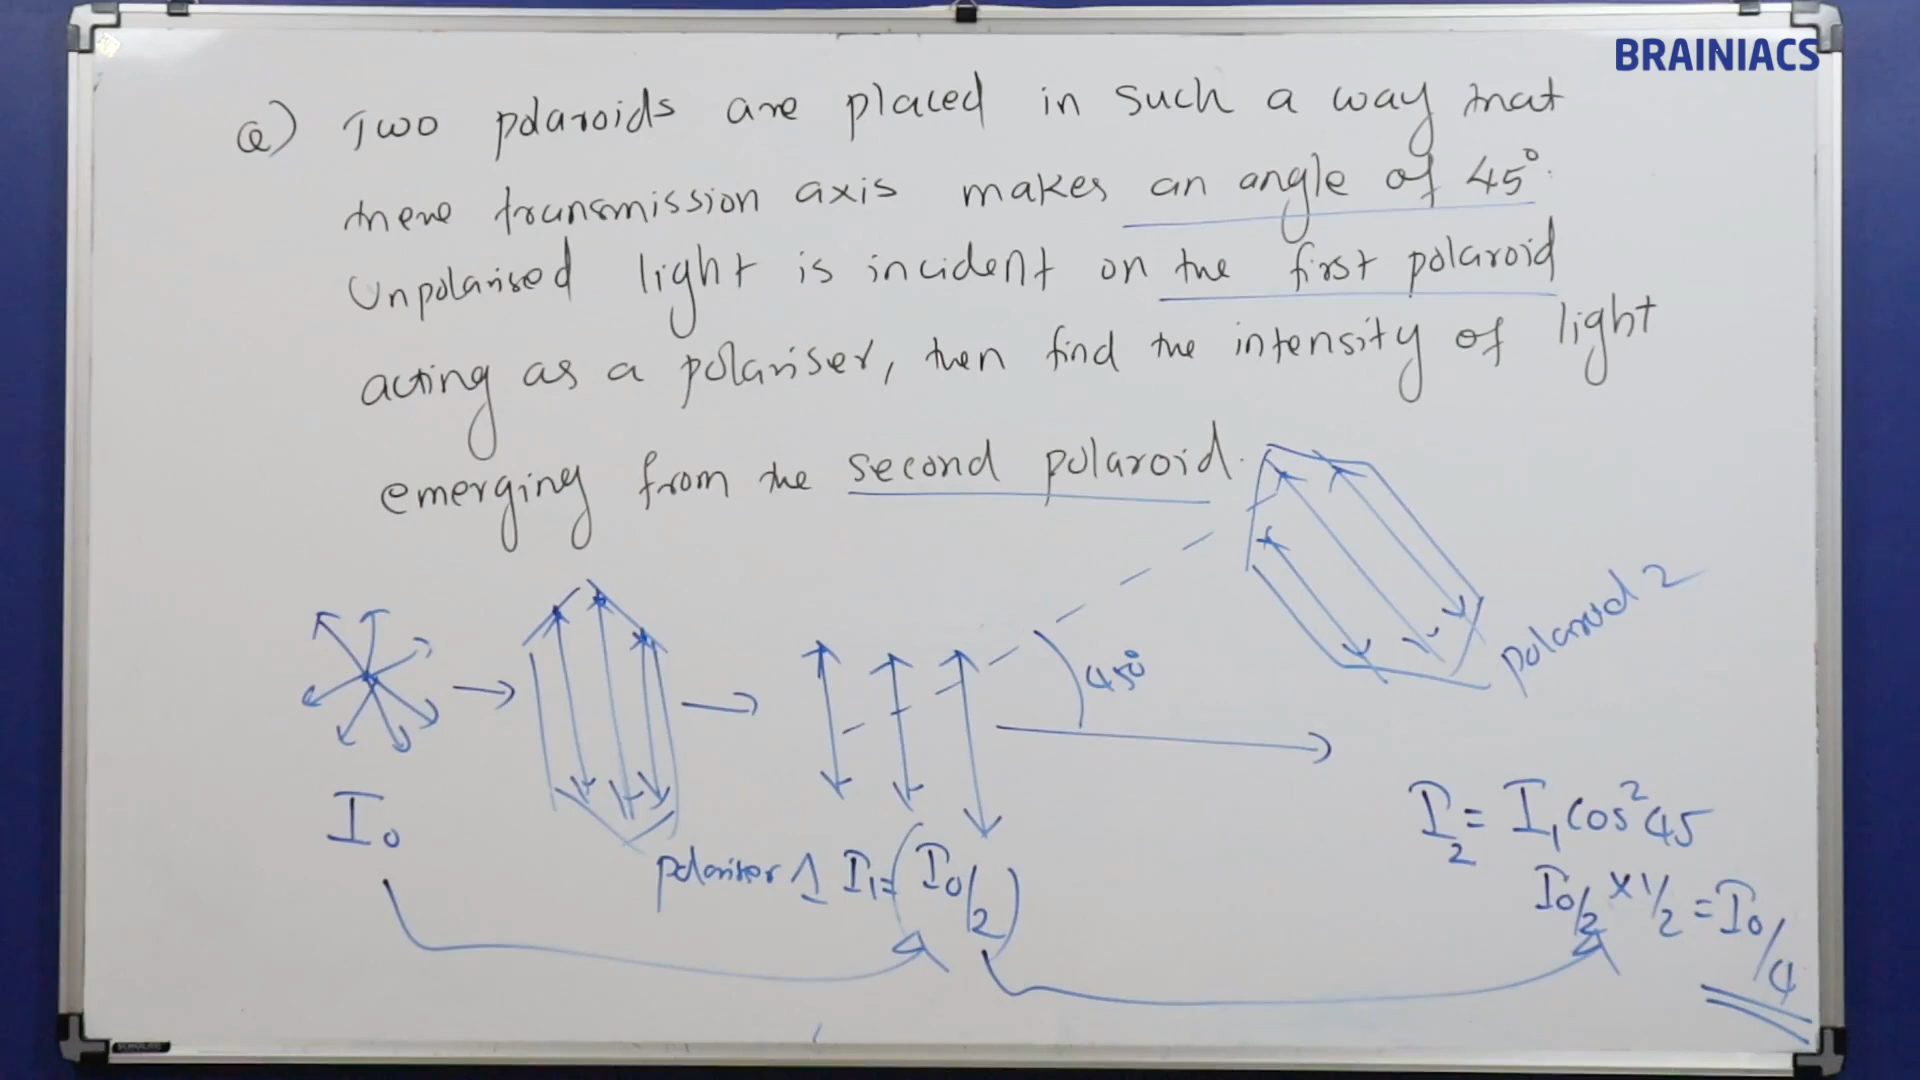 BRAINIACS
Q) Two polaroids are placed in such a way that
there transmission axis makes an angle of 45°.
Unpolarised light is incident on the first polaroid
acting as a polariser, then find the intensity of light
emerging from the second polaroid.
polaroid 2
45°
I₀
polariser 1 I₁ = (I₀/2)
I₂ = I₁ cos²45
I₀/2 × 1/2 = I₀/4